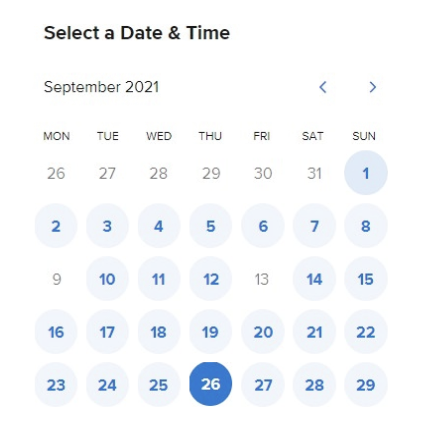 Select a Date & Time
September 2021
MON TUE WED THU FRI SAT SUN
26 27 28 29 30 31 1
2 3 4 5 6 7 8
9 10 11 12 13 14 15
16 17 18 19 20 21 22
23 24 25 26 27 28 29